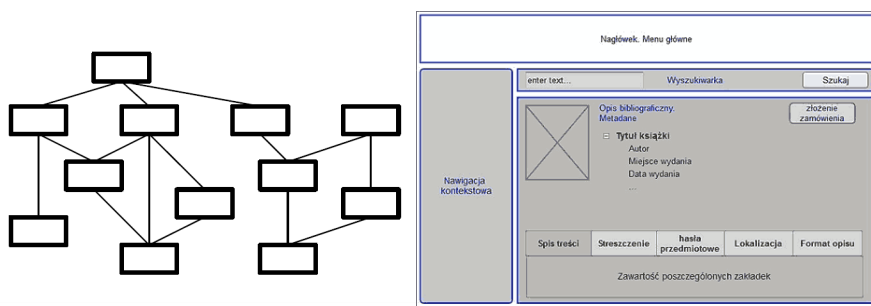 Nagłówek. Menu główne
enter text...
Wyszukiwarka
Szukaj
Nawigacja
kontekstowa
Opis bibliograficzny.
Metadane
złożenie
zamówienia
Tytuł książki
Autor
Miejsce wydania
Data wydania
...
Spis treści
Streszczenie
hasła
przedmiotowe
Lokalizacja
Format opisu
Zawartość poszczególnych zakładek